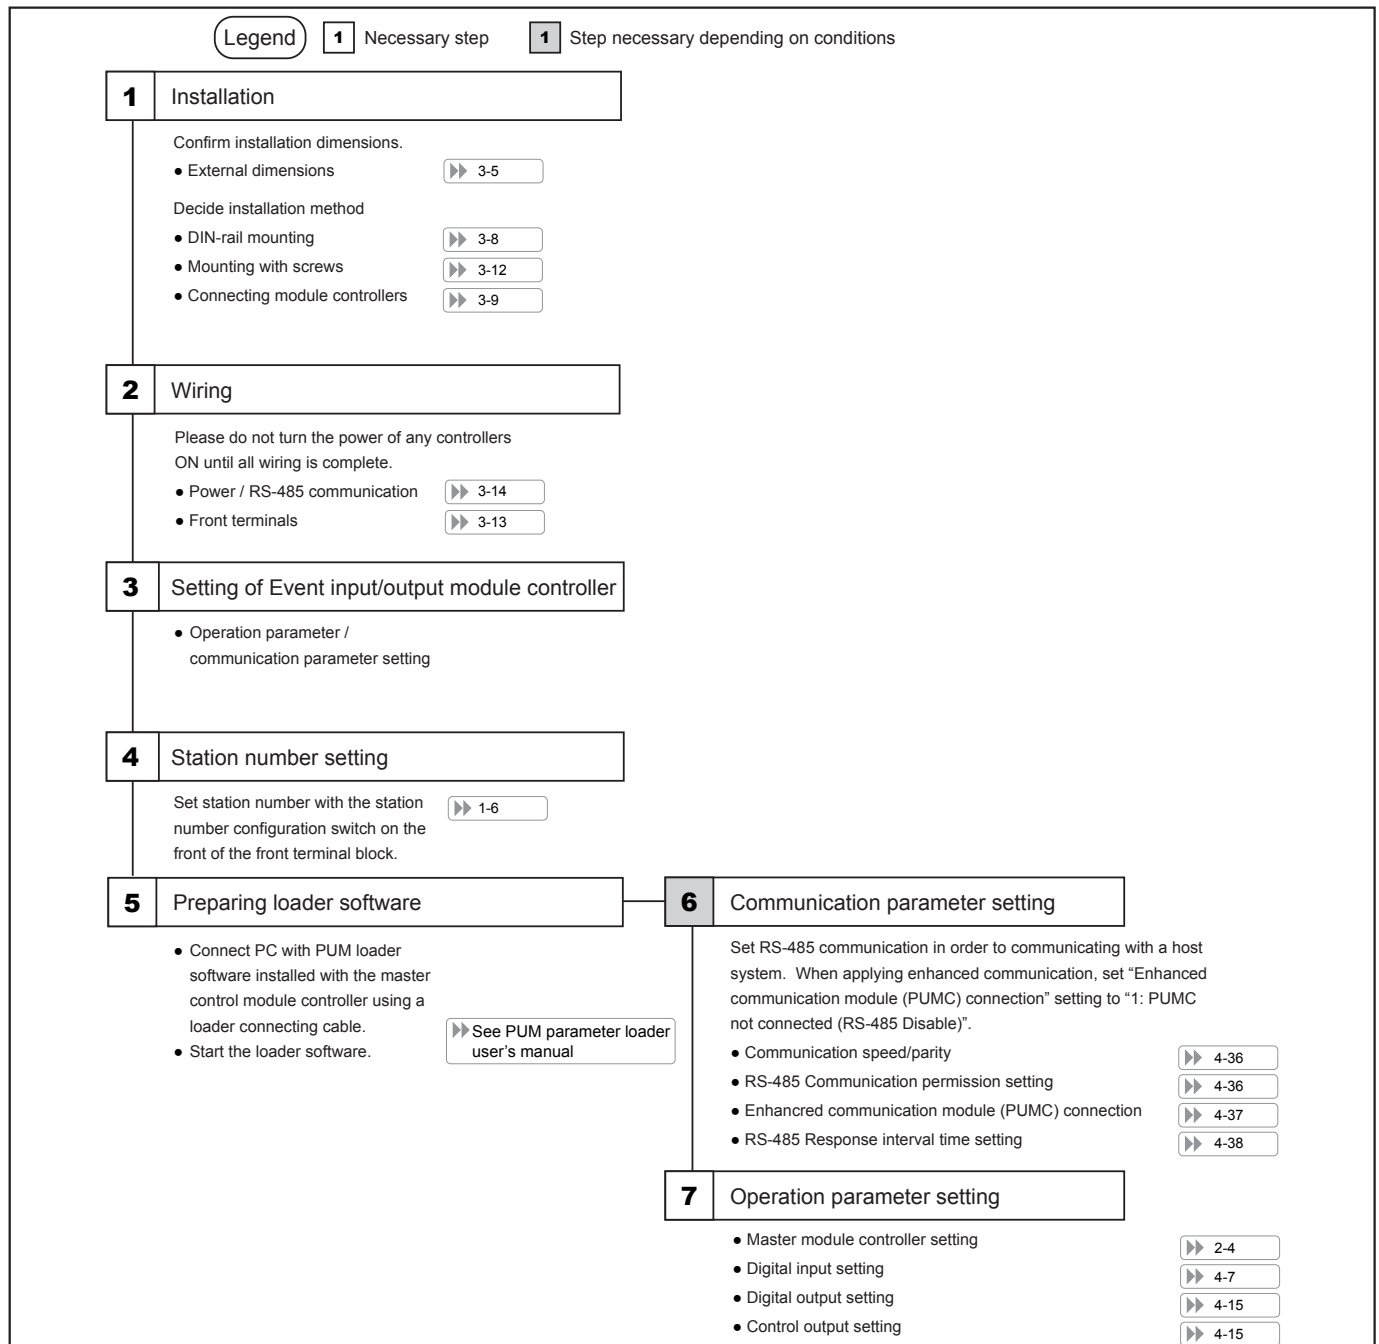 Legend 1 Necessary step 1 Step necessary depending on conditions
1 Installation
Confirm installation dimensions.
● External dimensions 3-5
Decide installation method
● DIN-rail mounting 3-8
● Mounting with screws 3-12
● Connecting module controllers 3-9
2 Wiring
Please do not turn the power of any controllers
ON until all wiring is complete.
● Power / RS-485 communication 3-14
● Front terminals 3-13
3 Setting of Event input/output module controller
● Operation parameter /
communication parameter setting
4 Station number setting
Set station number with the station 1-6
number configuration switch on the
front of the front terminal block.
5 Preparing loader software
● Connect PC with PUM loader
software installed with the master
control module controller using a
loader connecting cable.
● Start the loader software.
See PUM parameter loader
user's manual
6 Communication parameter setting
Set RS-485 communication in order to communicating with a host
system. When applying enhanced communication, set “Enhanced
communication module (PUMC) connection” setting to “1: PUMC
not connected (RS-485 Disable)”.
● Communication speed/parity 4-36
● RS-485 Communication permission setting 4-36
● Enhancred communication module (PUMC) connection 4-37
● RS-485 Response interval time setting 4-38
7 Operation parameter setting
● Master module controller setting 2-4
● Digital input setting 4-7
● Digital output setting 4-15
● Control output setting 4-15